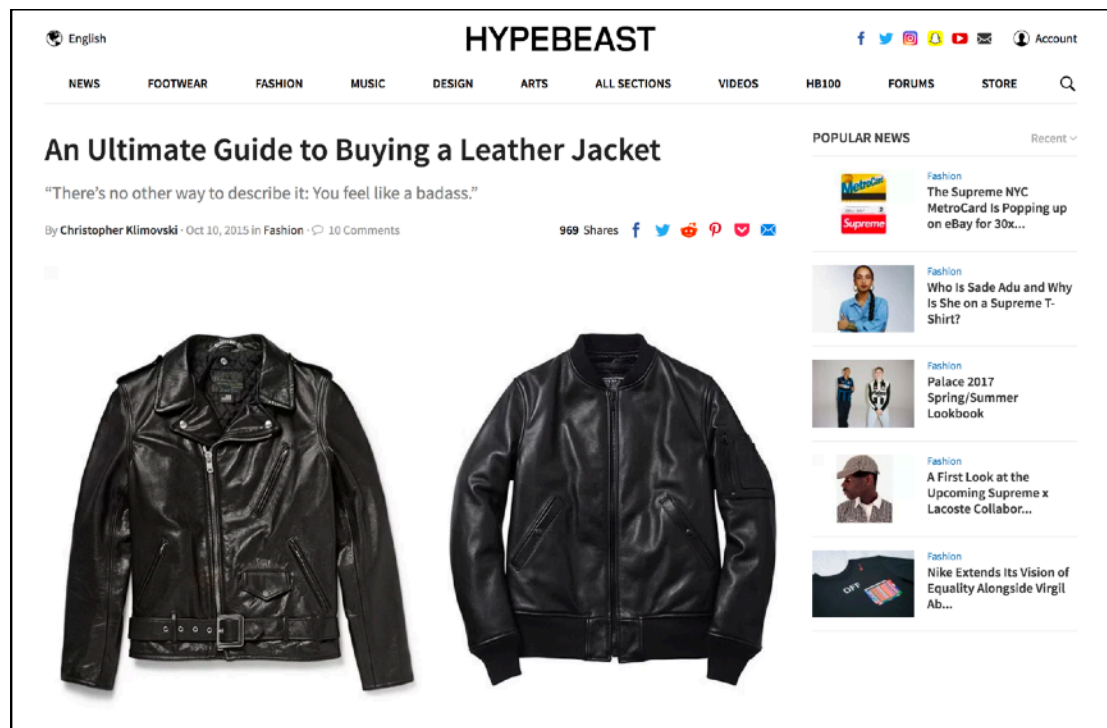 English
HYPEBEAST
Account
NEWS FOOTWEAR FASHION MUSIC DESIGN ARTS ALL SECTIONS VIDEOS HB100 FORUMS STORE
An Ultimate Guide to Buying a Leather Jacket
“There’s no other way to describe it: You feel like a badass.”
By Christopher Klimovski · Oct 10, 2015 in Fashion · 10 Comments
969 Shares
POPULAR NEWS
Recent
MetroCard
Supreme
Fashion
The Supreme NYC
MetroCard Is Popping up
on eBay for 30x...
Fashion
Who Is Sade Adu and Why
Is She on a Supreme T-
Shirt?
Fashion
Palace 2017
Spring/Summer
Lookbook
Fashion
A First Look at the
Upcoming Supreme x
Lacoste Collabor...
OFF
Fashion
Nike Extends Its Vision of
Equality Alongside Virgil
Ab...